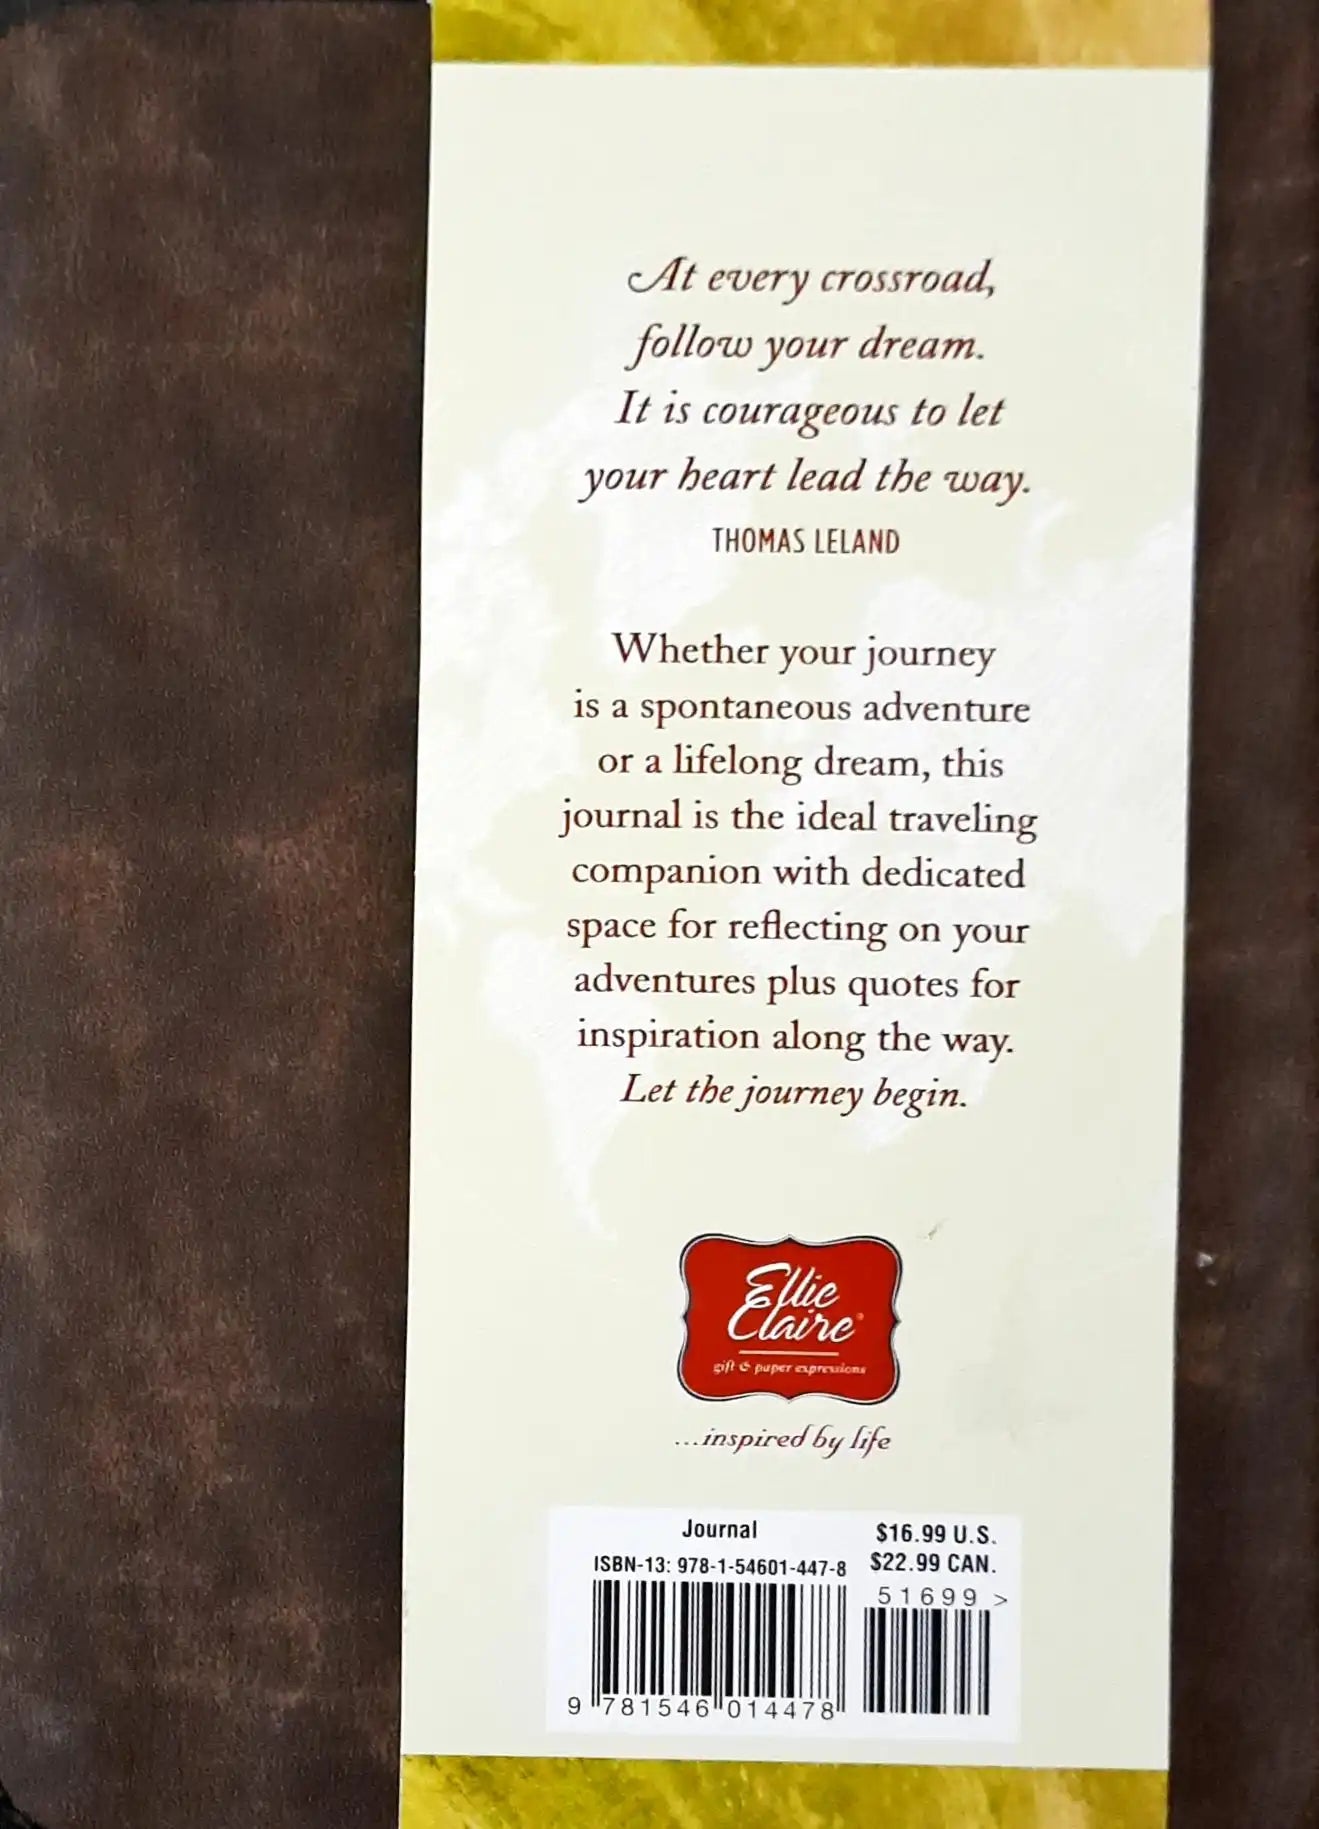 At every crossroad,
follow your dream.
It is courageous to let
your heart lead the way.
THOMAS LELAND
Whether your journey
is a spontaneous adventure
or a lifelong dream, this
journal is the ideal traveling
companion with dedicated
space for reflecting on your
adventures plus quotes for
inspiration along the way.
Let the journey begin.
Ellie
Claire®
gift & paper expressions
...inspired by life
Journal
ISBN-13: 978-1-54601-447-8
$16.99 U.S.
$22.99 CAN.
51699 >
9 781546 014478